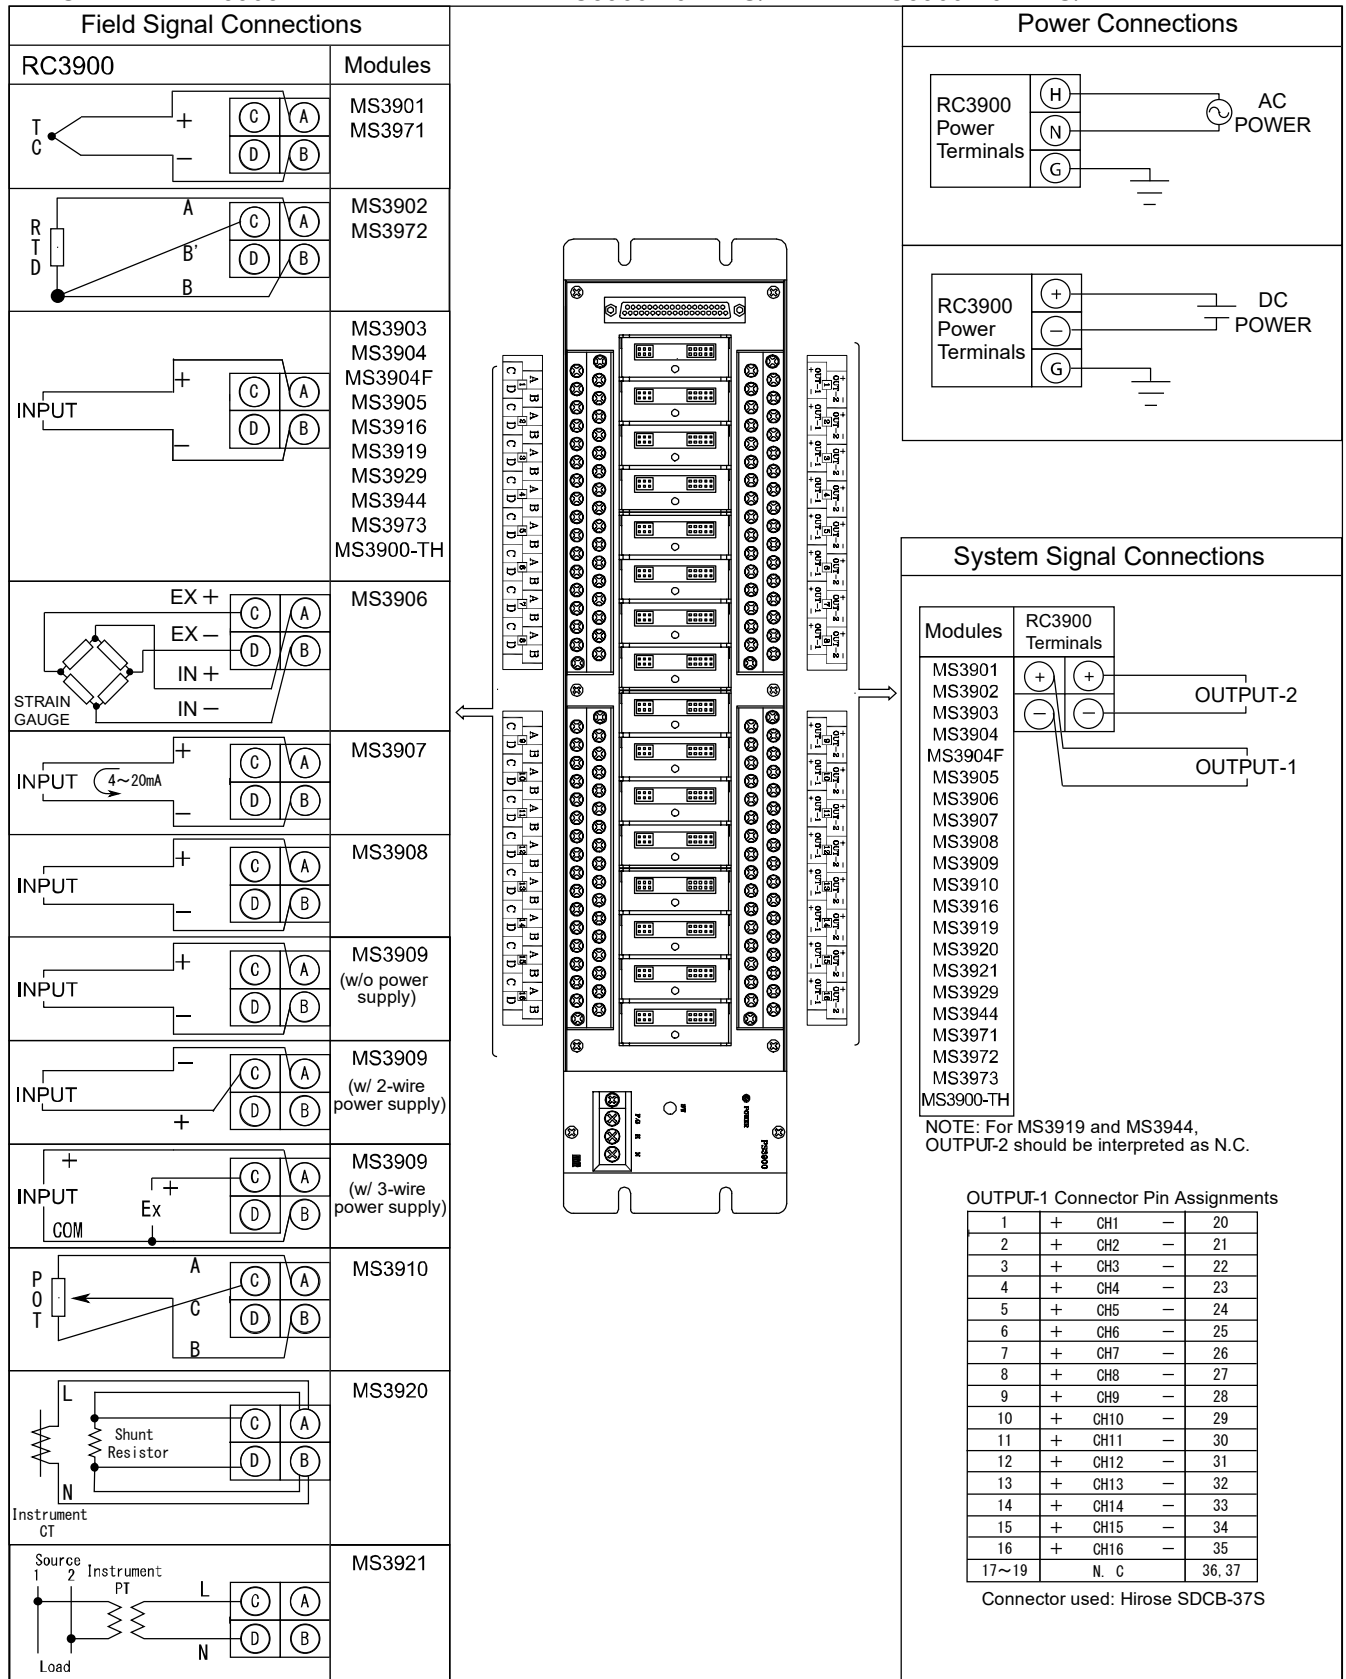 Field Signal Connections
RC3900
Modules
TC
+
−
C
A
D
B
MS3901
MS3971
RTD
A
B'
B
C
A
D
B
MS3902
MS3972
INPUT
+
−
C
A
D
B
MS3903
MS3904
MS3904F
MS3905
MS3916
MS3919
MS3929
MS3944
MS3973
MS3900-TH
EX +
EX −
IN +
IN −
STRAIN
GAUGE
C
A
D
B
MS3906
INPUT
4~20mA
+
−
C
A
D
B
MS3907
INPUT
+
−
C
A
D
B
MS3908
INPUT
+
−
C
A
D
B
MS3909
(w/o power
supply)
INPUT
−
+
C
A
D
B
MS3909
(w/ 2-wire
power supply)
+
INPUT
COM
+
Ex
C
A
D
B
MS3909
(w/ 3-wire
power supply)
POT
A
C
B
C
A
D
B
MS3910
L
Shunt
Resistor
N
Instrument
CT
C
A
D
B
MS3920
Source
1 2
Instrument
PT
L
N
Load
C
A
D
B
MS3921
POWER
PSS3900
Power Connections
RC3900
Power
Terminals
H
N
G
AC
POWER
RC3900
Power
Terminals
+
−
G
DC
POWER
System Signal Connections
Modules
RC3900
Terminals
MS3901
MS3902
MS3903
MS3904
MS3904F
MS3905
MS3906
MS3907
MS3908
MS3909
MS3910
MS3916
MS3919
MS3920
MS3921
MS3929
MS3944
MS3971
MS3972
MS3973
MS3900-TH
+ +
− −
OUTPUT-2
OUTPUT-1
NOTE: For MS3919 and MS3944,
OUTPUT-2 should be interpreted as N.C.
OUTPUT-1 Connector Pin Assignments
1 + CH1 − 20
2 + CH2 − 21
3 + CH3 − 22
4 + CH4 − 23
5 + CH5 − 24
6 + CH6 − 25
7 + CH7 − 26
8 + CH8 − 27
9 + CH9 − 28
10 + CH10 − 29
11 + CH11 − 30
12 + CH12 − 31
13 + CH13 − 32
14 + CH14 − 33
15 + CH15 − 34
16 + CH16 − 35
17~19 N. C 36, 37
Connector used: Hirose SDCB-37S